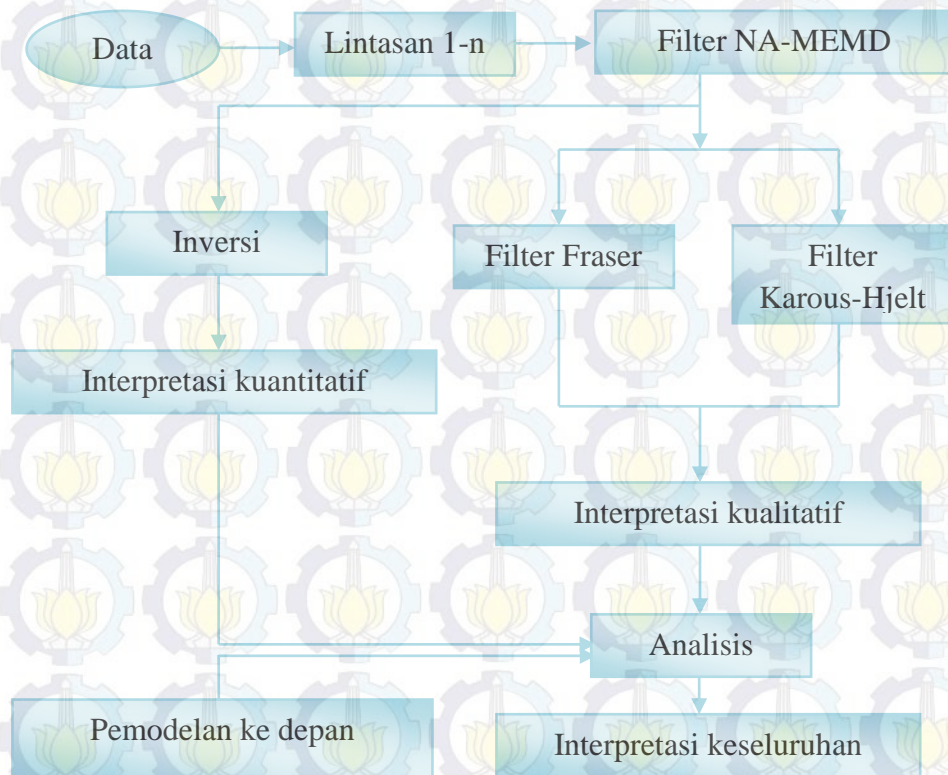 Data
Lintasan 1-n
Filter NA-MEMD
Inversi
Filter Fraser
Filter
Karous-Hjelt
Interpretasi kuantitatif
Interpretasi kualitatif
Analisis
Pemodelan ke depan
Interpretasi keseluruhan